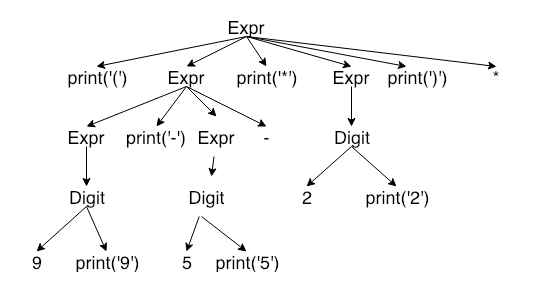 Expr
print('(') Expr print('*') Expr print(')') *
Expr print('-') Expr - Digit
Digit Digit 2 print('2')
9 print('9') 5 print('5')